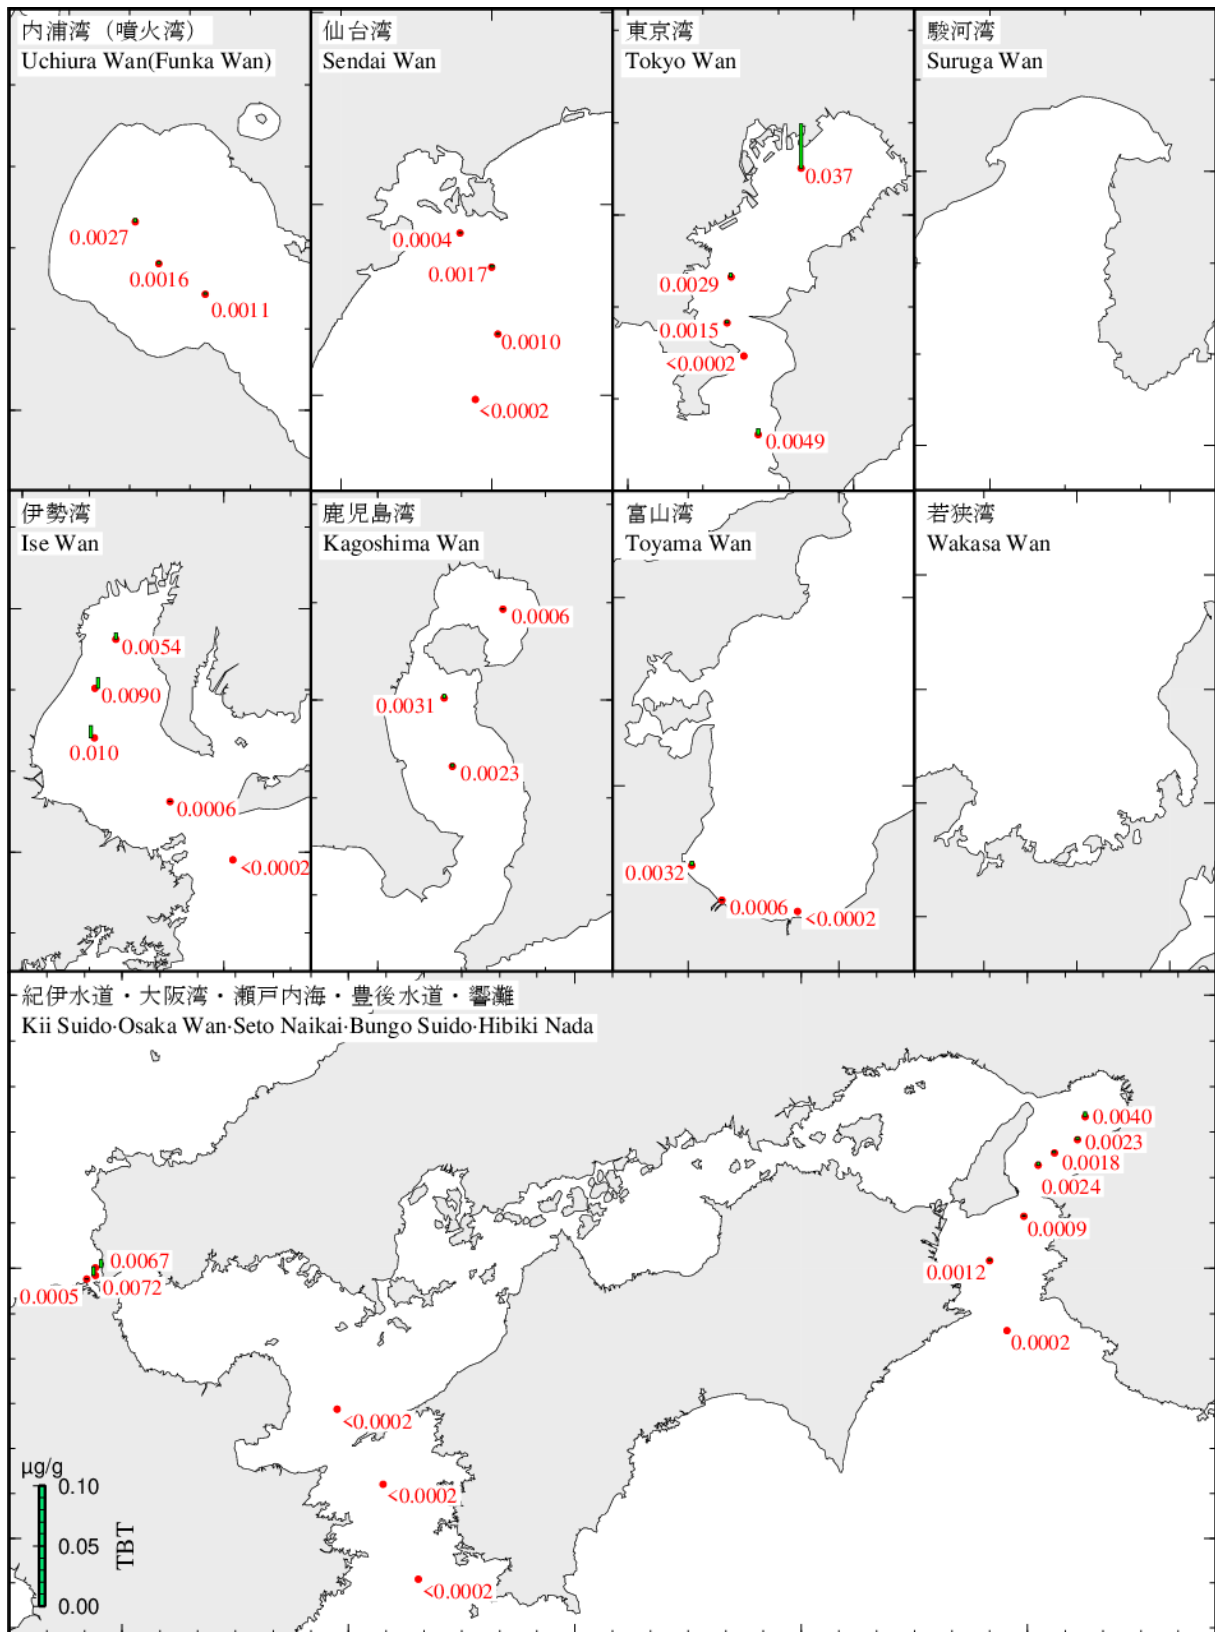 内浦湾（噴火湾）
Uchiura Wan(Funka Wan)
0.0027
0.0016
0.0011
仙台湾
Sendai Wan
0.0004
0.0017
0.0010
<0.0002
東京湾
Tokyo Wan
0.037
0.0029
0.0015
<0.0002
0.0049
駿河湾
Suruga Wan
伊勢湾
Ise Wan
0.0054
0.0090
0.010
0.0006
<0.0002
鹿児島湾
Kagoshima Wan
0.0006
0.0031
0.0023
富山湾
Toyama Wan
0.0032
0.0006
<0.0002
若狭湾
Wakasa Wan
紀伊水道・大阪湾・瀬戸内海・豊後水道・響灘
Kii Suido·Osaka Wan·Seto Naikai·Bungo Suido·Hibiki Nada
0.0040
0.0023
0.0018
0.0024
0.0009
0.0012
0.0002
0.0067
0.0072
0.0005
<0.0002
<0.0002
<0.0002
μg/g
0.10
0.05
0.00
TBT